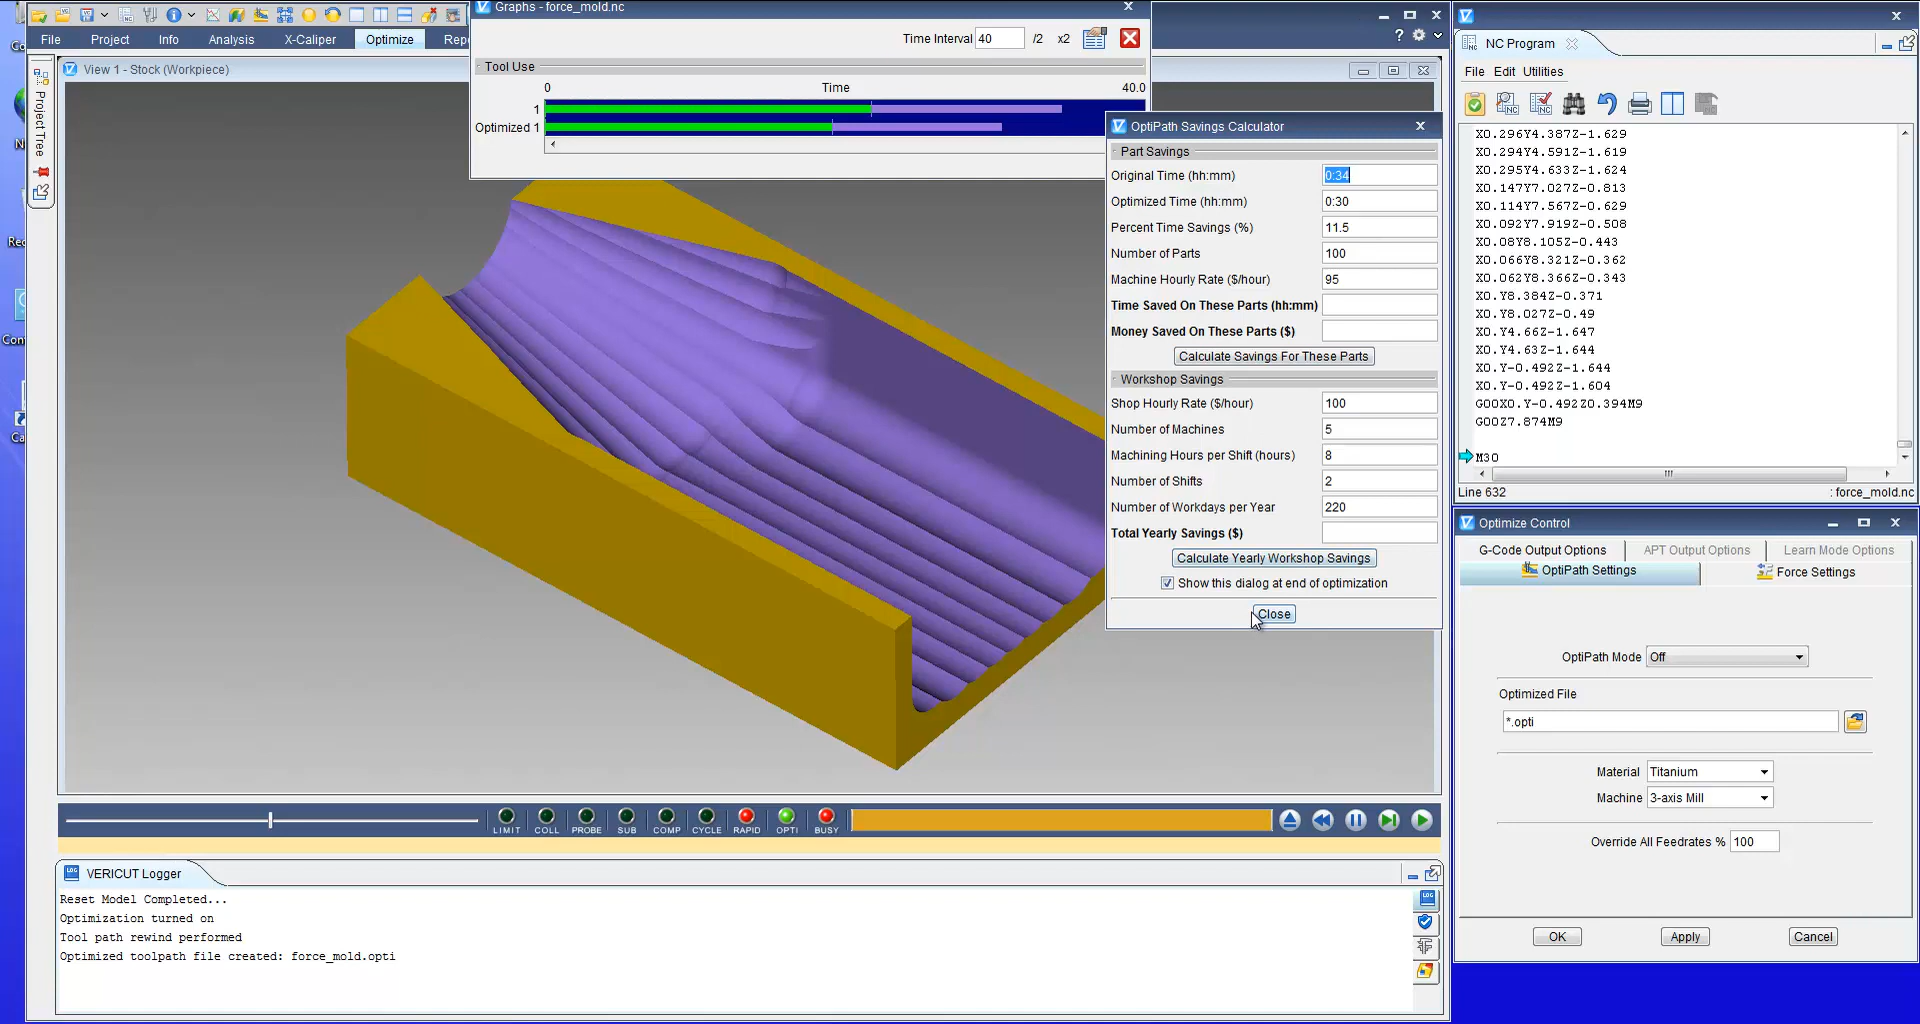 Graphs - force_mold.nc
File
Project
Info
Analysis
X-Caliper
Optimize
Time Interval
40
/2
x2
Tool Use
0
Time
40.0
1
Optimized 1
View 1 - Stock (Workpiece)
Project Tree
OptiPath Savings Calculator
Part Savings
Original Time (hh:mm) 0:34
Optimized Time (hh:mm) 0:30
Percent Time Savings (%) 11.5
Number of Parts 100
Machine Hourly Rate ($/hour) 95
Time Saved On These Parts (hh:mm)
Money Saved On These Parts ($)
Calculate Savings For These Parts
Workshop Savings
Shop Hourly Rate ($/hour) 100
Number of Machines 5
Machining Hours per Shift (hours) 8
Number of Shifts 2
Number of Workdays per Year 220
Total Yearly Savings ($)
Calculate Yearly Workshop Savings
Show this dialog at end of optimization
Close
NC Program
File Edit Utilities
X0.296Y4.387Z-1.629
X0.294Y4.591Z-1.619
X0.295Y4.633Z-1.624
X0.147Y7.027Z-0.813
X0.114Y7.567Z-0.629
X0.092Y7.919Z-0.508
X0.08Y8.105Z-0.443
X0.066Y8.321Z-0.362
X0.062Y8.366Z-0.343
X0.Y8.384Z-0.371
X0.Y8.027Z-0.49
X0.Y4.66Z-1.647
X0.Y4.63Z-1.644
X0.Y-0.492Z-1.644
X0.Y-0.492Z-1.604
G00X0.Y-0.492Z0.394M9
G00Z7.874M9
M30
Line 632
: force_mold.nc
Optimize Control
G-Code Output Options
APT Output Options
Learn Mode Options
OptiPath Settings
Force Settings
OptiPath Mode Off
Optimized File
*.opti
Material Titanium
Machine 3-axis Mill
Override All Feedrates % 100
OK
Apply
Cancel
LIMIT
COLL
PROBE
SUB
COMP
CYCLE
RAPID
OPTI
BUSY
VERICUT Logger
Reset Model Completed...
Optimization turned on
Tool path rewind performed
Optimized toolpath file created: force_mold.opti